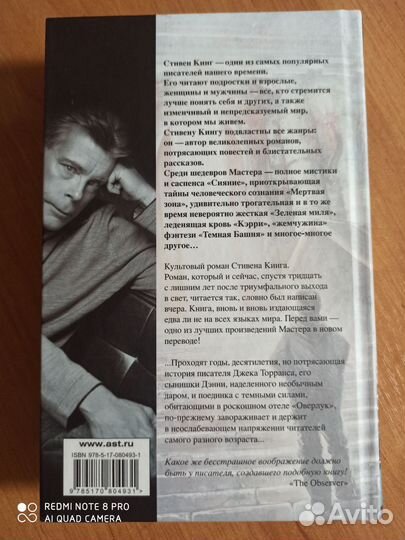 Стивен Кинг — один из самых популярных
писателей нашего времени.
Его читают подростки и взрослые,
женщины и мужчины — все, кто стремится
лучше понять себя и других, а также
изменчивый и непредсказуемый мир,
в котором мы живем.
Стивену Кингу подвластны все жанры:
он — автор великолепных романов,
потрясающих повестей и блистательных
рассказов.
Среди шедевров Мастера — полное мистики
и саспенса «Сияние», приоткрывающая
тайны человеческого сознания «Мертвая
зона», удивительно трогательная и в то же
время невероятно жесткая «Зеленая миля»,
леденящая кровь «Кэрри», «жемчужина»
фэнтези «Темная Башня» и многое-многое
другое…
Культовый роман Стивена Кинга.
Роман, который и сейчас, спустя тридцать
с лишним лет после триумфального выхода
в свет, читается так, словно был написан
вчера. Книга, вновь и вновь издающаяся
едва ли не на всех языках мира. Перед вами —
одно из лучших произведений Мастера в новом
переводе!
...Проходят годы, десятилетия, но потрясающая
история писателя Джека Торранса, его
сынишки Дэнни, наделенного необычным
даром, и поединка с темными силами,
обитающими в роскошном отеле «Оверлук»,
по-прежнему завораживает и держит
в неослабевающем напряжении читателей
самого разного возраста...
Какое же бесстрашное воображение должно
быть у писателя, создавшего подобную книгу!
«The Observer»
www.ast.ru
ISBN 978-5-17-080493-1
9 785170 804931 >
REDMI NOTE 8 PRO
AI QUAD CAMERA
Avito